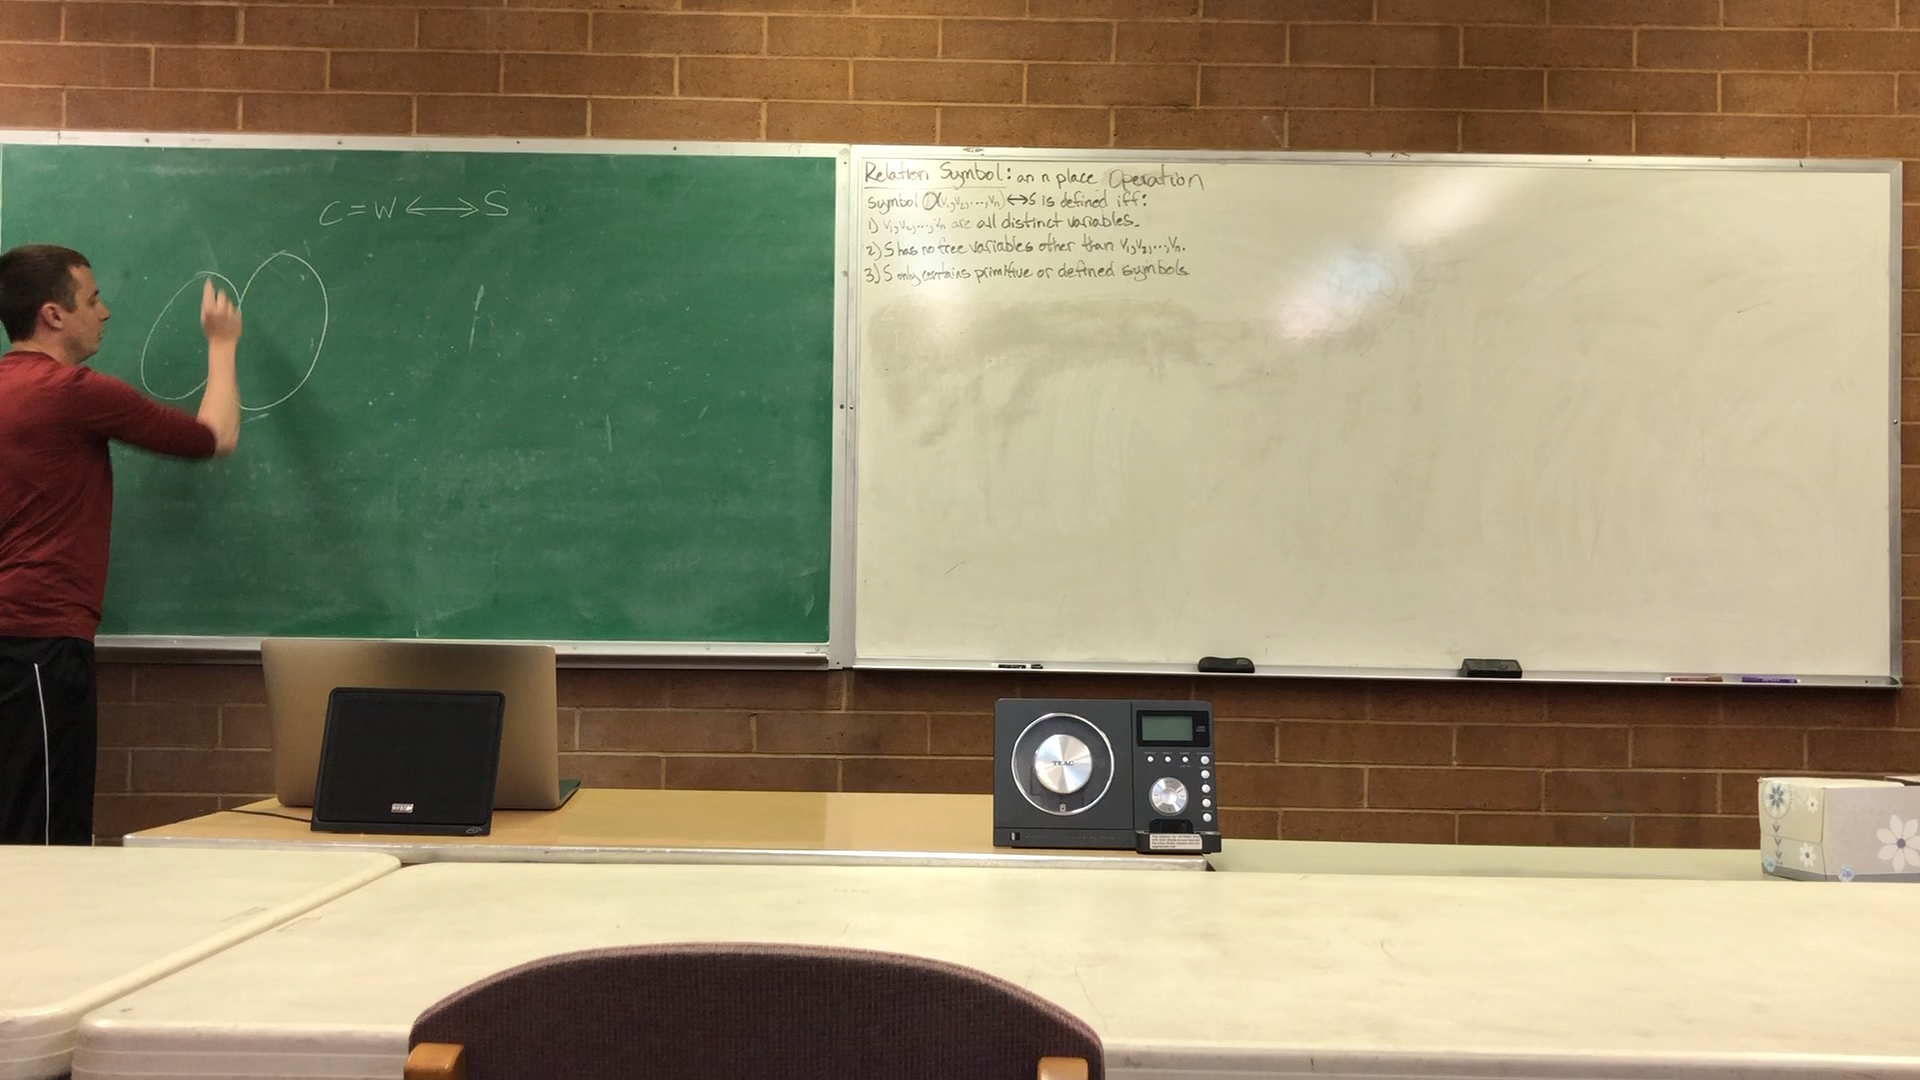 C = W ⟷ S
Relation Symbol: an n place Operation
symbol O(v₁,v₂,...,vₙ) ↔ S is defined iff:
1) v₁,v₂,...,vₙ are all distinct variables.
2) S has no free variables other than v₁,v₂,...,vₙ.
3) S only contains primitive or defined symbols
TEAC